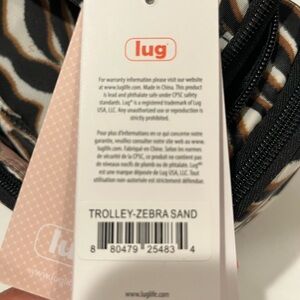 lug
For warranty information please visit our website
at www.luglife.com. Made in China. This product
is lead and phthalate safe under CPSC safety
standards. Lug® is a registered trademark of Lug
USA, LLC. Any unauthorized use or reproduction is
strictly prohibited.
Pour plus d'informations en ce qui concerne notre
garantie, veuillez consulter notre site web au www.
luglife.com. Fabriqué en Chine. Selon les normes
de sécurité de la CPSC, ce produit ne contient pas
de niveaux nocifs de plomb ou de phtalate. Lug®
est une marque déposée de Lug USA, LLC. Tout
utilisation non autorisée est strictement défendue.
TROLLEY-ZEBRA SAND
8 80479 25483 4
www.luglife.com
lug